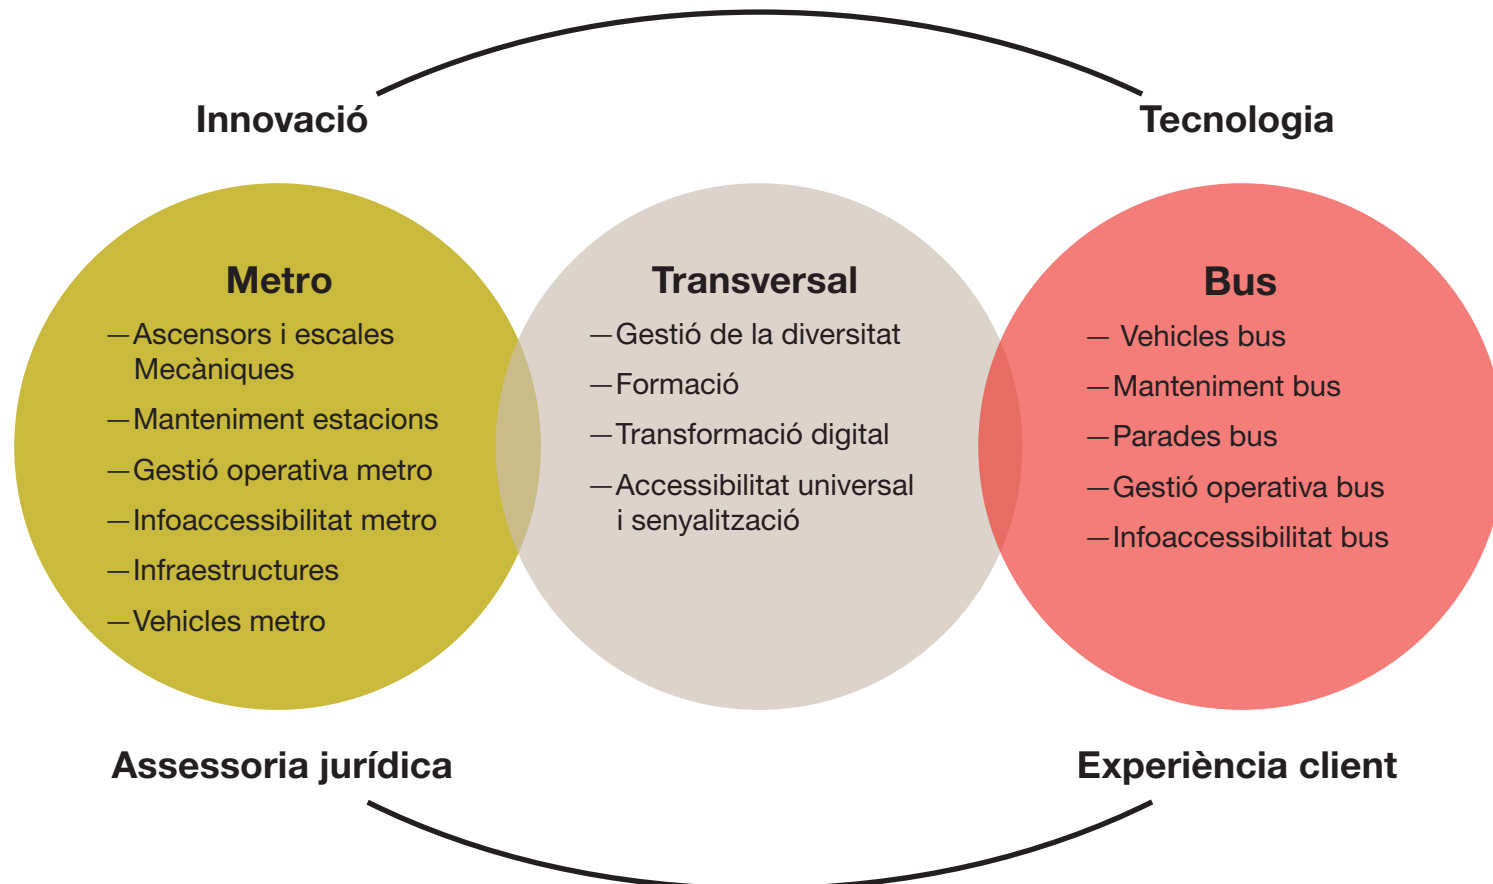 Innovació
Tecnologia
Metro
—Ascensors i escales
Mecàniques
—Manteniment estacions
—Gestió operativa metro
—Infoaccessibilitat metro
—Infraestructures
—Vehicles metro
Transversal
—Gestió de la diversitat
—Formació
—Transformació digital
—Accessibilitat universal
i senyalització
Bus
— Vehicles bus
—Manteniment bus
—Parades bus
—Gestió operativa bus
—Infoaccessibilitat bus
Assessoria jurídica
Experiència client